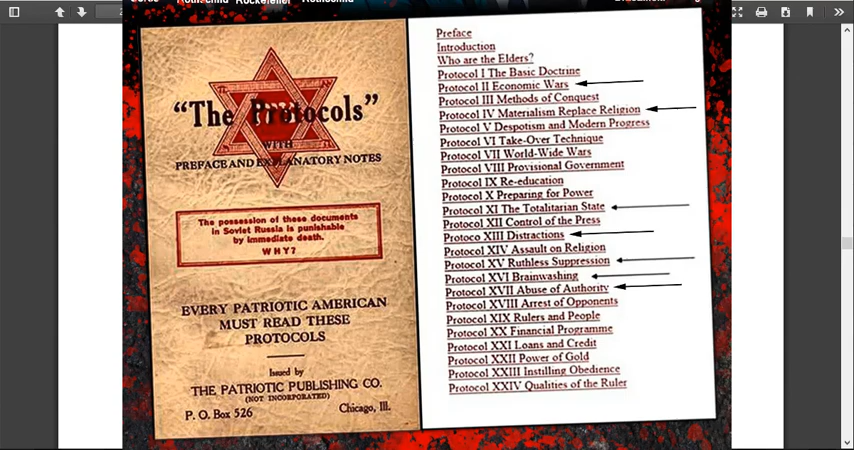 Rothschild Rockefeller Rothschild
"The Protocols"
WITH
PREFACE AND EXPLANATORY NOTES
The possession of these documents
in Soviet Russia is punishable
by immediate death.
WHY?
EVERY PATRIOTIC AMERICAN
MUST READ THESE
PROTOCOLS
Issued by
THE PATRIOTIC PUBLISHING CO.
(NOT INCORPORATED)
P. O. Box 526 Chicago, Ill.
Preface
Introduction
Who are the Elders?
Protocol I The Basic Doctrine
Protocol II Economic Wars
Protocol III Methods of Conquest
Protocol IV Materialism Replace Religion
Protocol V Despotism and Modern Progress
Protocol VI Take-Over Technique
Protocol VII World-Wide Wars
Protocol VIII Provisional Government
Protocol IX Re-education
Protocol X Preparing for Power
Protocol XI The Totalitarian State
Protocol XII Control of the Press
Protoco XIII Distractions
Protocol XIV Assault on Religion
Protocol XV Ruthless Suppression
Protocol XVI Brainwashing
Protocol XVII Abuse of Authority
Protocol XVIII Arrest of Opponents
Protocol XIX Rulers and People
Protocol XX Financial Programme
Protocol XXI Loans and Credit
Protocol XXII Power of Gold
Protocol XXIII Instilling Obedience
Protocol XXIV Qualities of the Ruler